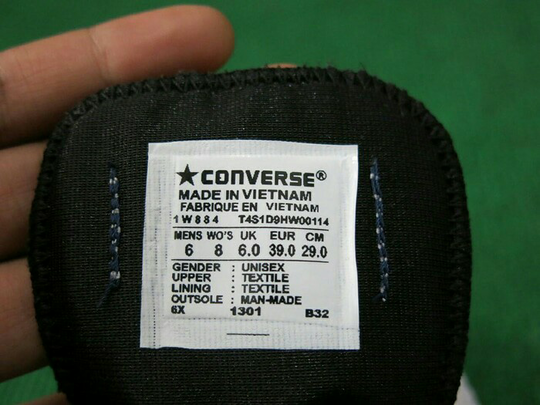 ★CONVERSE®
MADE IN VIETNAM
FABRIQUE EN VIETNAM
1W884 T4S1D9HW00114
MENS WO'S UK EUR CM
6 8 6.0 39.0 29.0
GENDER : UNISEX
UPPER : TEXTILE
LINING : TEXTILE
OUTSOLE : MAN-MADE
6X 1301 B32